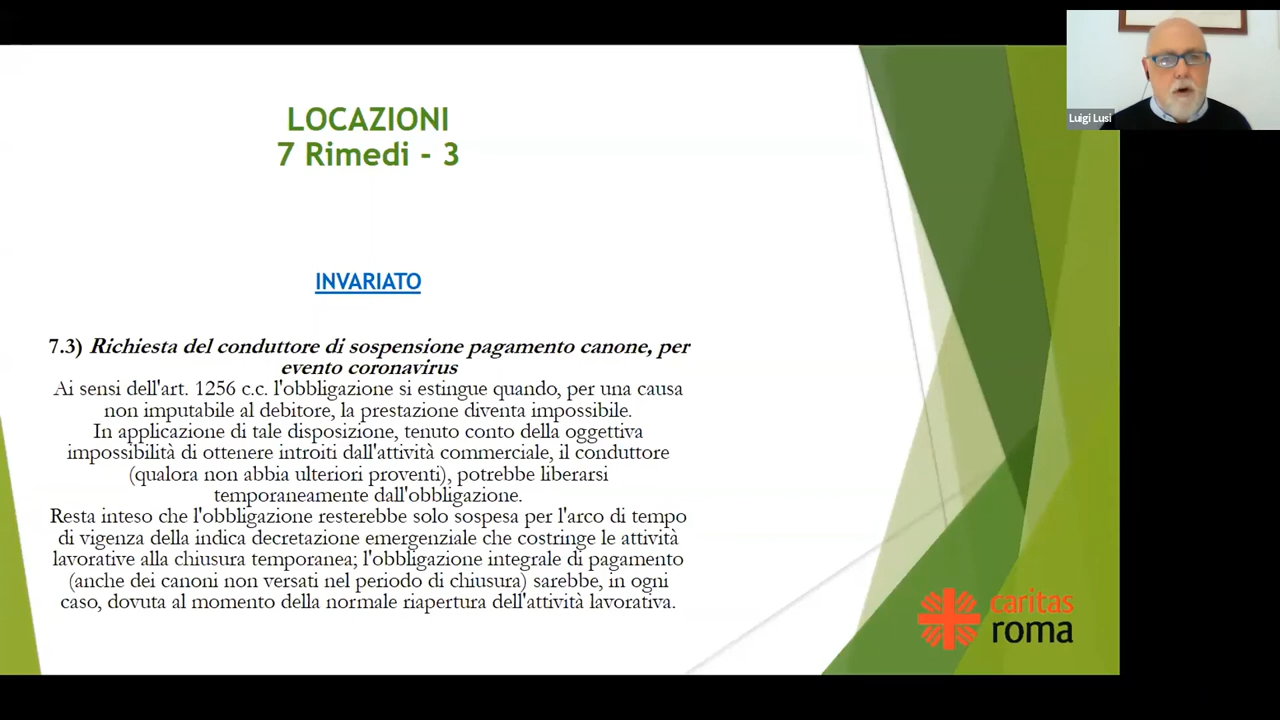 LOCAZIONI
7 Rimedi - 3
INVARIATO
7.3) Richiesta del conduttore di sospensione pagamento canone, per
evento coronavirus
Ai sensi dell'art. 1256 c.c. l'obbligazione si estingue quando, per una causa
non imputabile al debitore, la prestazione diventa impossibile.
In applicazione di tale disposizione, tenuto conto della oggettiva
impossibilità di ottenere introiti dall'attività commerciale, il conduttore
(qualora non abbia ulteriori proventi), potrebbe liberarsi
temporaneamente dall'obbligazione.
Resta inteso che l'obbligazione resterebbe solo sospesa per l'arco di tempo
di vigenza della indica decretazione emergenziale che costringe le attività
lavorative alla chiusura temporanea; l'obbligazione integrale di pagamento
(anche dei canoni non versati nel periodo di chiusura) sarebbe, in ogni
caso, dovuta al momento della normale riapertura dell'attività lavorativa.
caritas
roma
Luigi Lusi